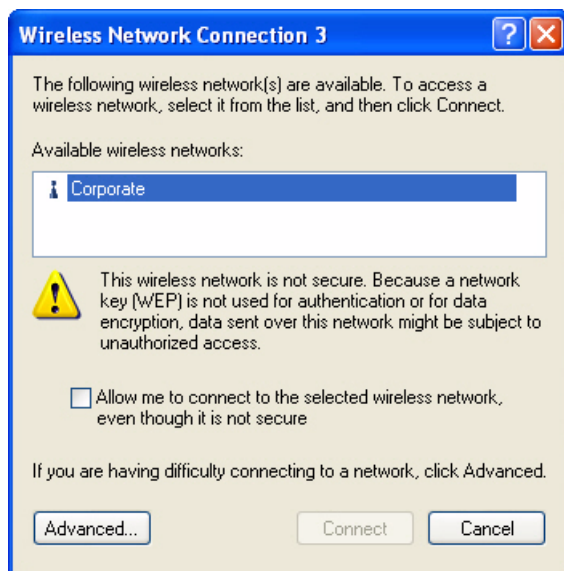 Wireless Network Connection 3
The following wireless network(s) are available. To access a
wireless network, select it from the list, and then click Connect.
Available wireless networks:
Corporate
This wireless network is not secure. Because a network
key (WEP) is not used for authentication or for data
encryption, data sent over this network might be subject to
unauthorized access.
Allow me to connect to the selected wireless network,
even though it is not secure
If you are having difficulty connecting to a network, click Advanced.
Advanced... Connect Cancel